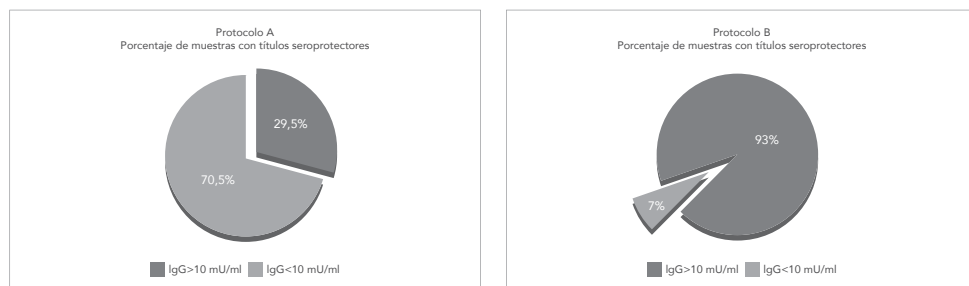 Protocolo A
Porcentaje de muestras con títulos seroprotectores
29,5%
70,5%
IgG>10 mU/ml IgG<10 mU/ml
Protocolo B
Porcentaje de muestras con títulos seroprotectores
93%
7%
IgG>10 mU/ml IgG<10 mU/ml